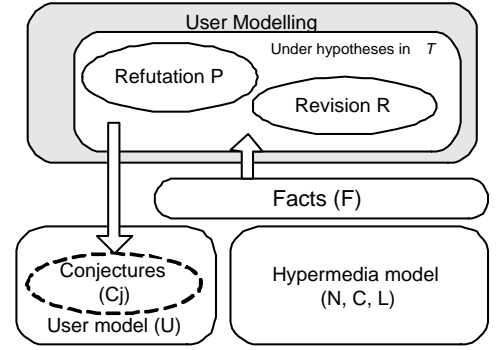 User Modelling
Under hypotheses in T
Refutation P
Revision R
Facts (F)
Conjectures
(Cj)
User model (U)
Hypermedia model
(N, C, L)